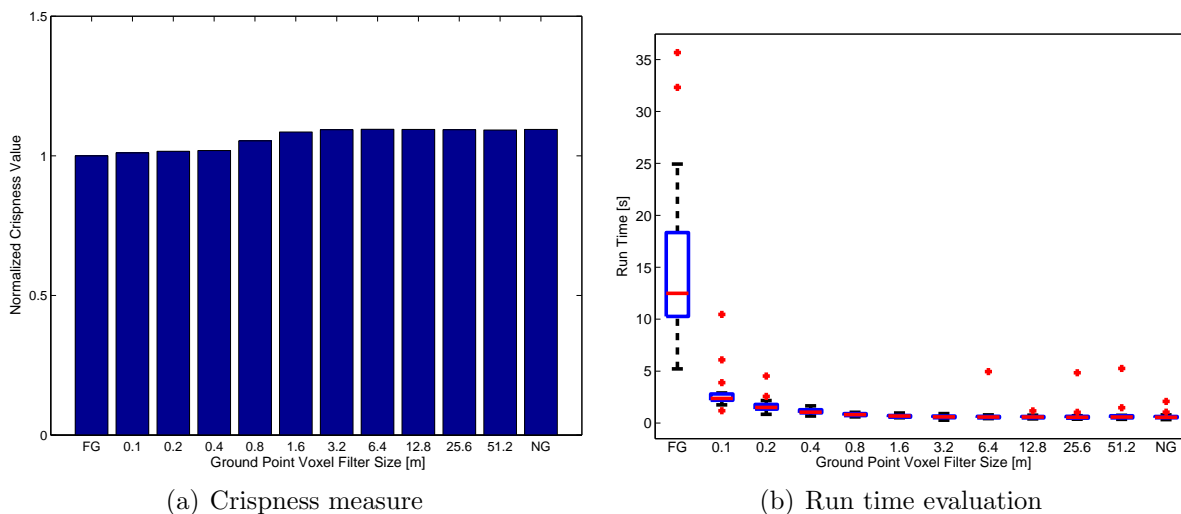 1.5
1
0.5
0
Normalized Crispness Value
FG 0.1 0.2 0.4 0.8 1.6 3.2 6.4 12.8 25.6 51.2 NG
Ground Point Voxel Filter Size [m]
(a) Crispness measure
35
30
25
20
15
10
5
0
Run Time [s]
FG 0.1 0.2 0.4 0.8 1.6 3.2 6.4 12.8 25.6 51.2 NG
Ground Point Voxel Filter Size [m]
(b) Run time evaluation